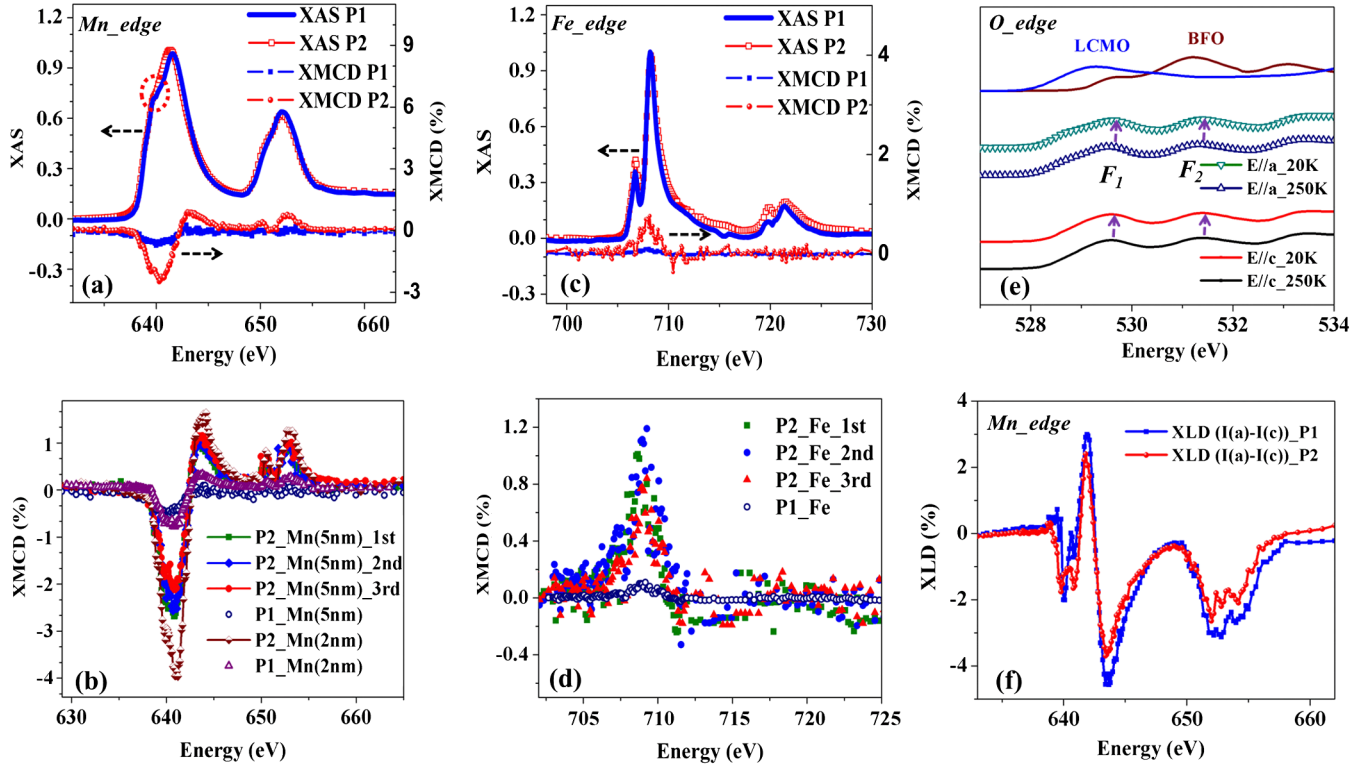 Mn_edge
XAS P1
XAS P2
XMCD P1
XMCD P2
1.2
0.9
0.6
0.3
0.0
-0.3
9
6
3
0
-3
XAS
XMCD (%)
(a)
640
650
660
Energy (eV)
Fe_edge
XAS P1
XAS P2
XMCD P1
XMCD P2
1.2
0.9
0.6
0.3
0.0
-0.3
4
2
0
XAS
XMCD (%)
(c)
700
710
720
730
Energy (eV)
O_edge
LCMO
BFO
F1
F2
E//a_20K
E//a_250K
E//c_20K
E//c_250K
(e)
528
530
532
534
Energy (eV)
1
0
-1
-2
-3
-4
XMCD (%)
P2_Mn(5nm)_1st
P2_Mn(5nm)_2nd
P2_Mn(5nm)_3rd
P1_Mn(5nm)
P2_Mn(2nm)
P1_Mn(2nm)
(b)
630
640
650
660
Energy (eV)
1.2
0.8
0.4
0.0
-0.4
XMCD (%)
P2_Fe_1st
P2_Fe_2nd
P2_Fe_3rd
P1_Fe
(d)
705
710
715
720
725
Energy (eV)
Mn_edge
XLD (I(a)-I(c))_P1
XLD (I(a)-I(c))_P2
4
2
0
-2
-4
XLD (%)
(f)
640
650
660
Energy (eV)